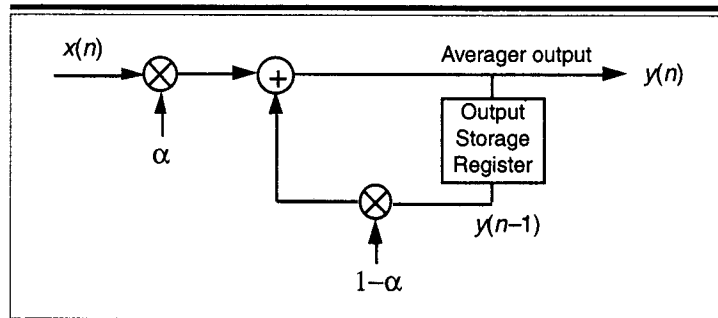 x(n)
Averager output
y(n)
α
Output
Storage
Register
y(n–1)
1–α